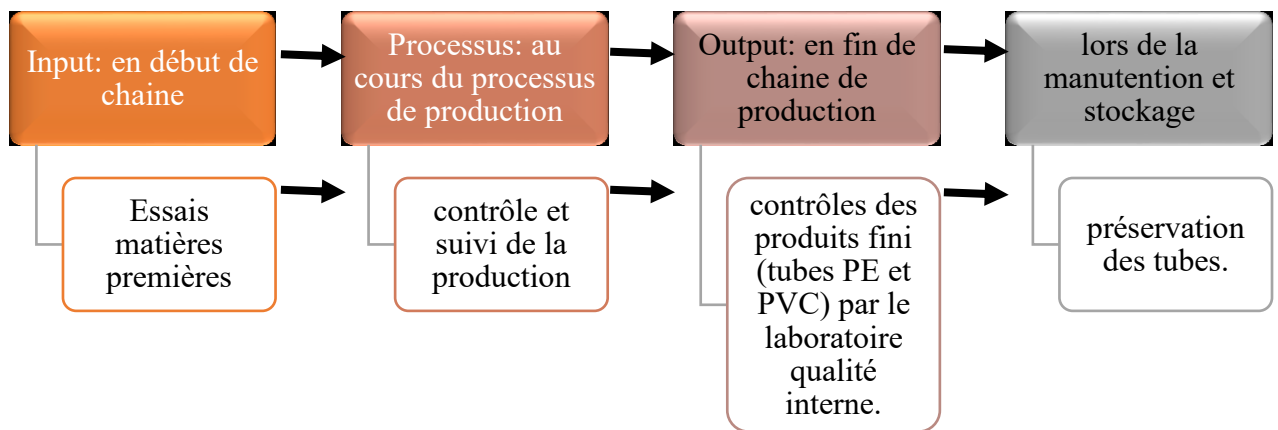 Input: en début de
chaine
Processus: au
cours du processus
de production
Output: en fin de
chaine de
production
lors de la
manutention et
stockage
Essais
matières
premières
contrôle et
suivi de la
production
contrôles des
produits fini
(tubes PE et
PVC) par le
laboratoire
qualité
interne.
préservation
des tubes.